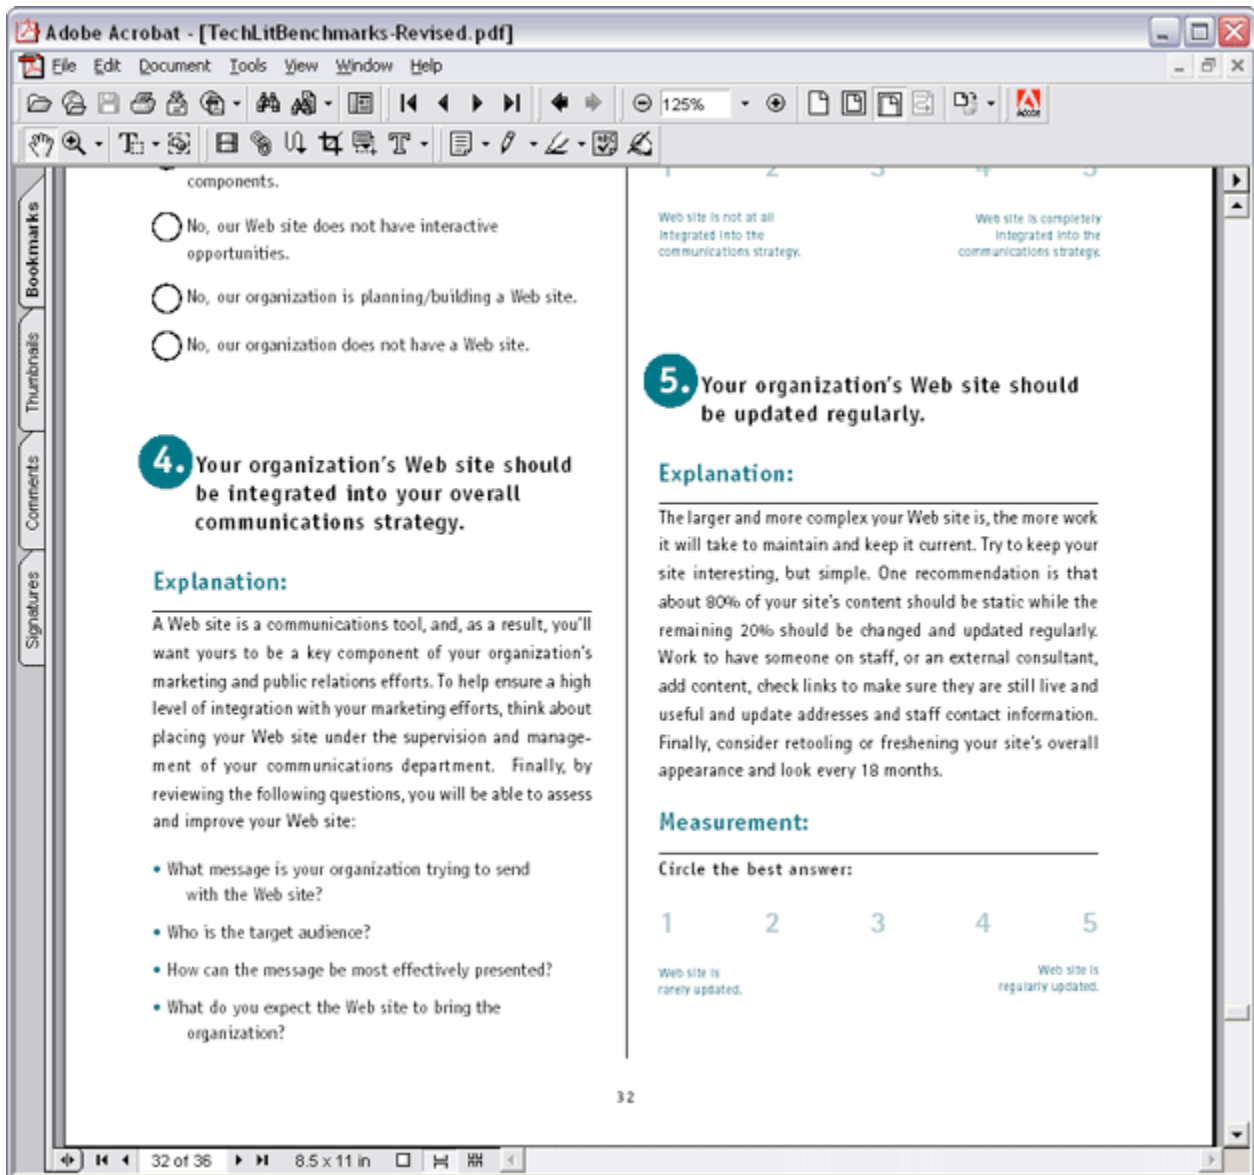 Adobe Acrobat - [TechLitBenchmarks-Revised.pdf]
File Edit Document Tools View Window Help
125%
Adobe
Bookmarks
Thumbnails
Comments
Signatures
components.
No, our Web site does not have interactive
opportunities.
No, our organization is planning/building a Web site.
No, our organization does not have a Web site.
4. Your organization's Web site should
be integrated into your overall
communications strategy.
Explanation:
A Web site is a communications tool, and, as a result, you'll
want yours to be a key component of your organization's
marketing and public relations efforts. To help ensure a high
level of integration with your marketing efforts, think about
placing your Web site under the supervision and manage-
ment of your communications department. Finally, by
reviewing the following questions, you will be able to assess
and improve your Web site:
• What message is your organization trying to send
with the Web site?
• Who is the target audience?
• How can the message be most effectively presented?
• What do you expect the Web site to bring the
organization?
1 2 3 4 5
Web site is not at all
integrated into the
communications strategy.
Web site is completely
integrated into the
communications strategy.
5. Your organization's Web site should
be updated regularly.
Explanation:
The larger and more complex your Web site is, the more work
it will take to maintain and keep it current. Try to keep your
site interesting, but simple. One recommendation is that
about 80% of your site's content should be static while the
remaining 20% should be changed and updated regularly.
Work to have someone on staff, or an external consultant,
add content, check links to make sure they are still live and
useful and update addresses and staff contact information.
Finally, consider retooling or freshening your site's overall
appearance and look every 18 months.
Measurement:
Circle the best answer:
1 2 3 4 5
Web site is
rarely updated.
Web site is
regularly updated.
32
32 of 36 8.5 x 11 in